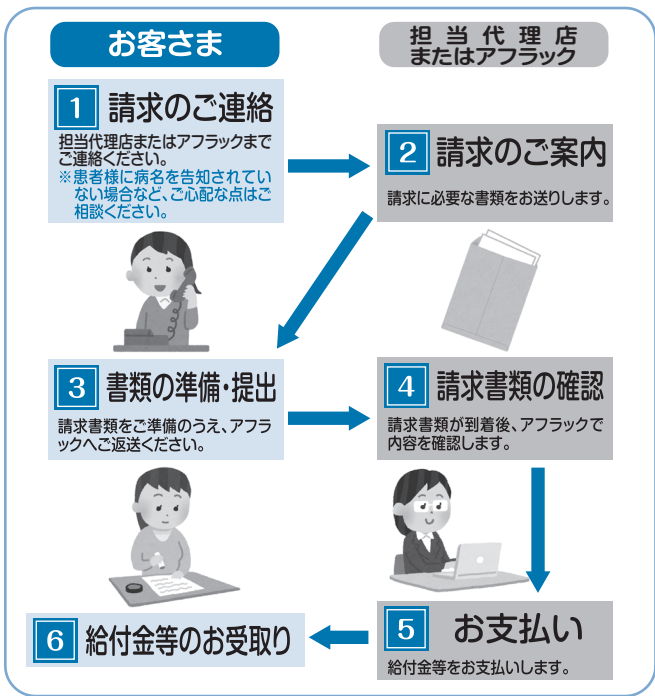 お客さま
担当代理店
またはアフラック
1 請求のご連絡
担当代理店またはアフラックまで
ご連絡ください。
※患者様に病名を告知されてい
ない場合など、ご心配な点はご
相談ください。
2 請求のご案内
請求に必要な書類をお送りします。
3 書類の準備・提出
請求書類をご準備のうえ、アフラ
ックへご返送ください。
4 請求書類の確認
請求書類が到着後、アフラックで
内容を確認します。
5 お支払い
給付金等をお支払いします。
6 給付金等のお受取り